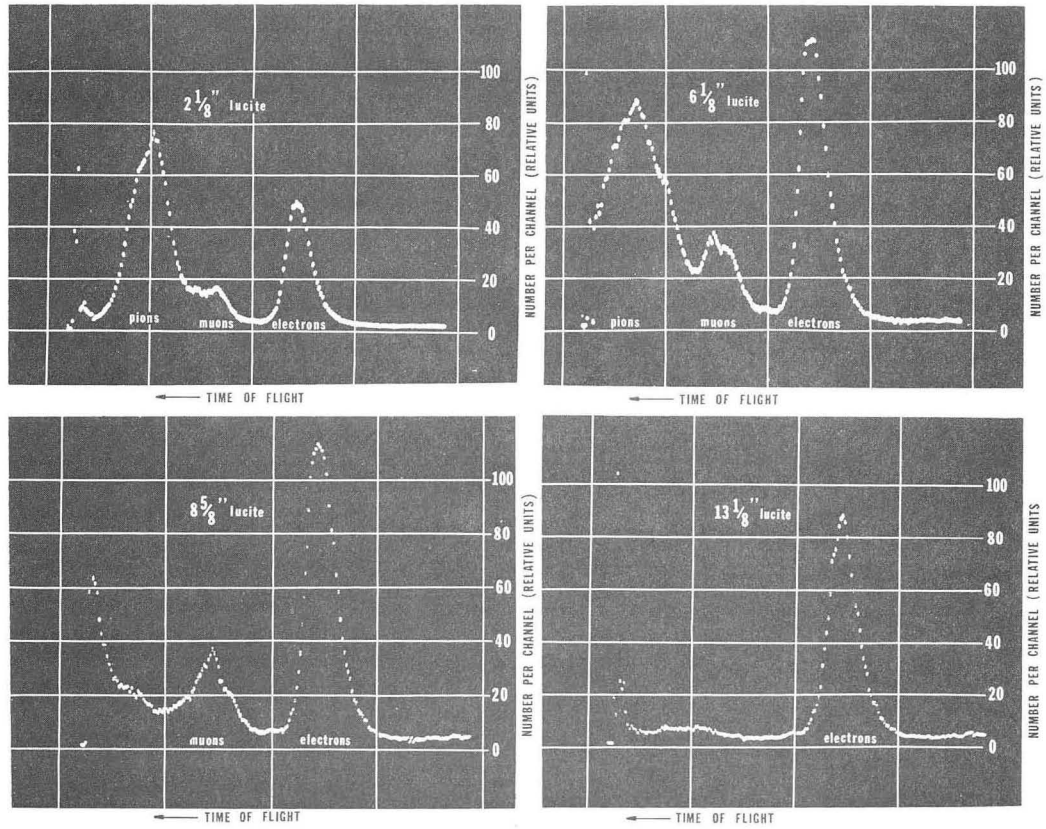 2 1/8" lucite
100
80
60
40
20
0
pions
muons
electrons
NUMBER PER CHANNEL (RELATIVE UNITS)
← TIME OF FLIGHT
6 1/8" lucite
100
80
60
40
20
0
pions
muons
electrons
NUMBER PER CHANNEL (RELATIVE UNITS)
← TIME OF FLIGHT
8 5/8" lucite
100
80
60
40
20
0
muons
electrons
NUMBER PER CHANNEL (RELATIVE UNITS)
← TIME OF FLIGHT
13 1/8" lucite
100
80
60
40
20
0
electrons
NUMBER PER CHANNEL (RELATIVE UNITS
← TIME OF FLIGHT